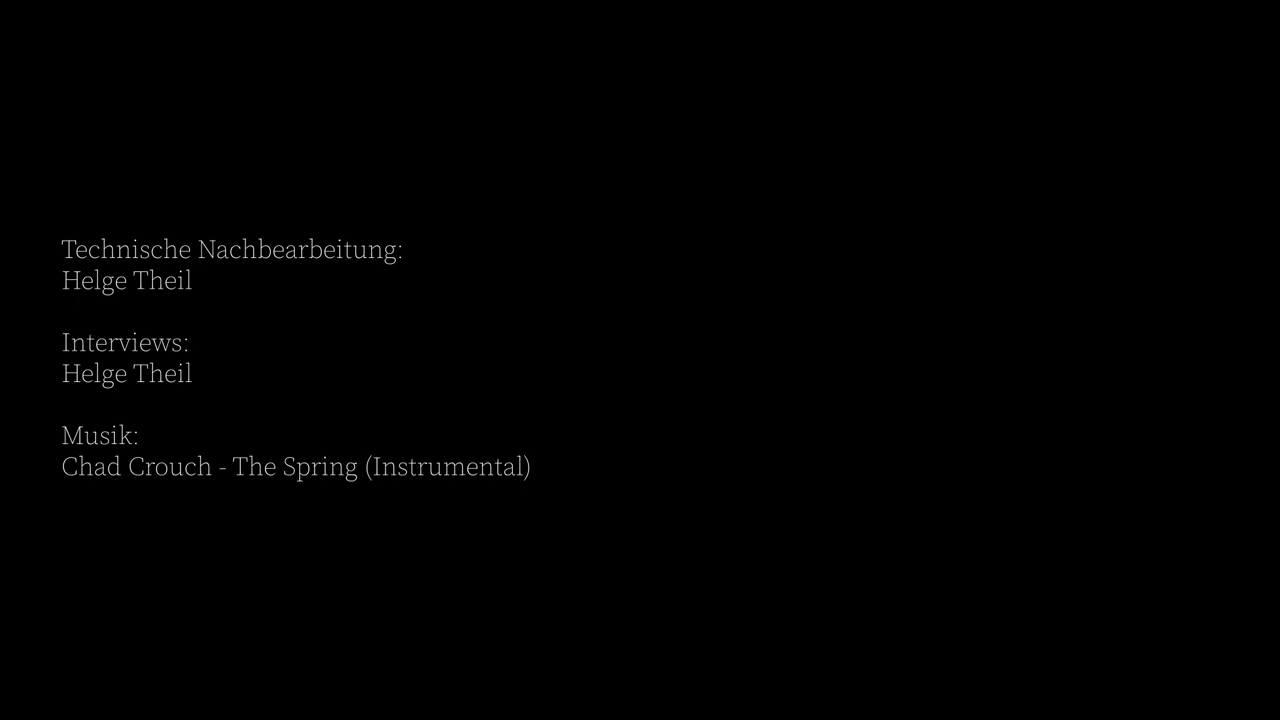 Technische Nachbearbeitung:
Helge Theil
Interviews:
Helge Theil
Musik:
Chad Crouch - The Spring (Instrumental)